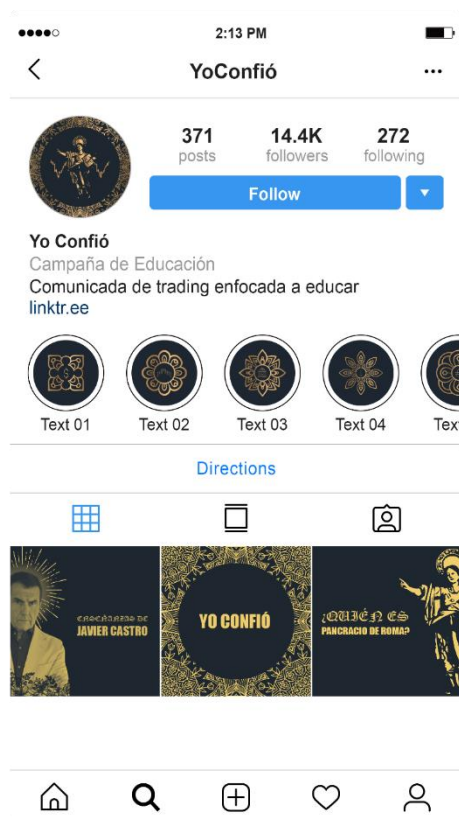 2:13 PM
YoConfió
371 14.4K 272
posts followers following
Follow
Yo Confió
Campaña de Educación
Comunicada de trading enfocada a educar
linktr.ee
Text 01 Text 02 Text 03 Text 04 Text
Directions
ENSEÑANZAS DE
JAVIER CASTRO
YO CONFIÓ
¿QUIÉN ES
PANCRACIO DE ROMA?